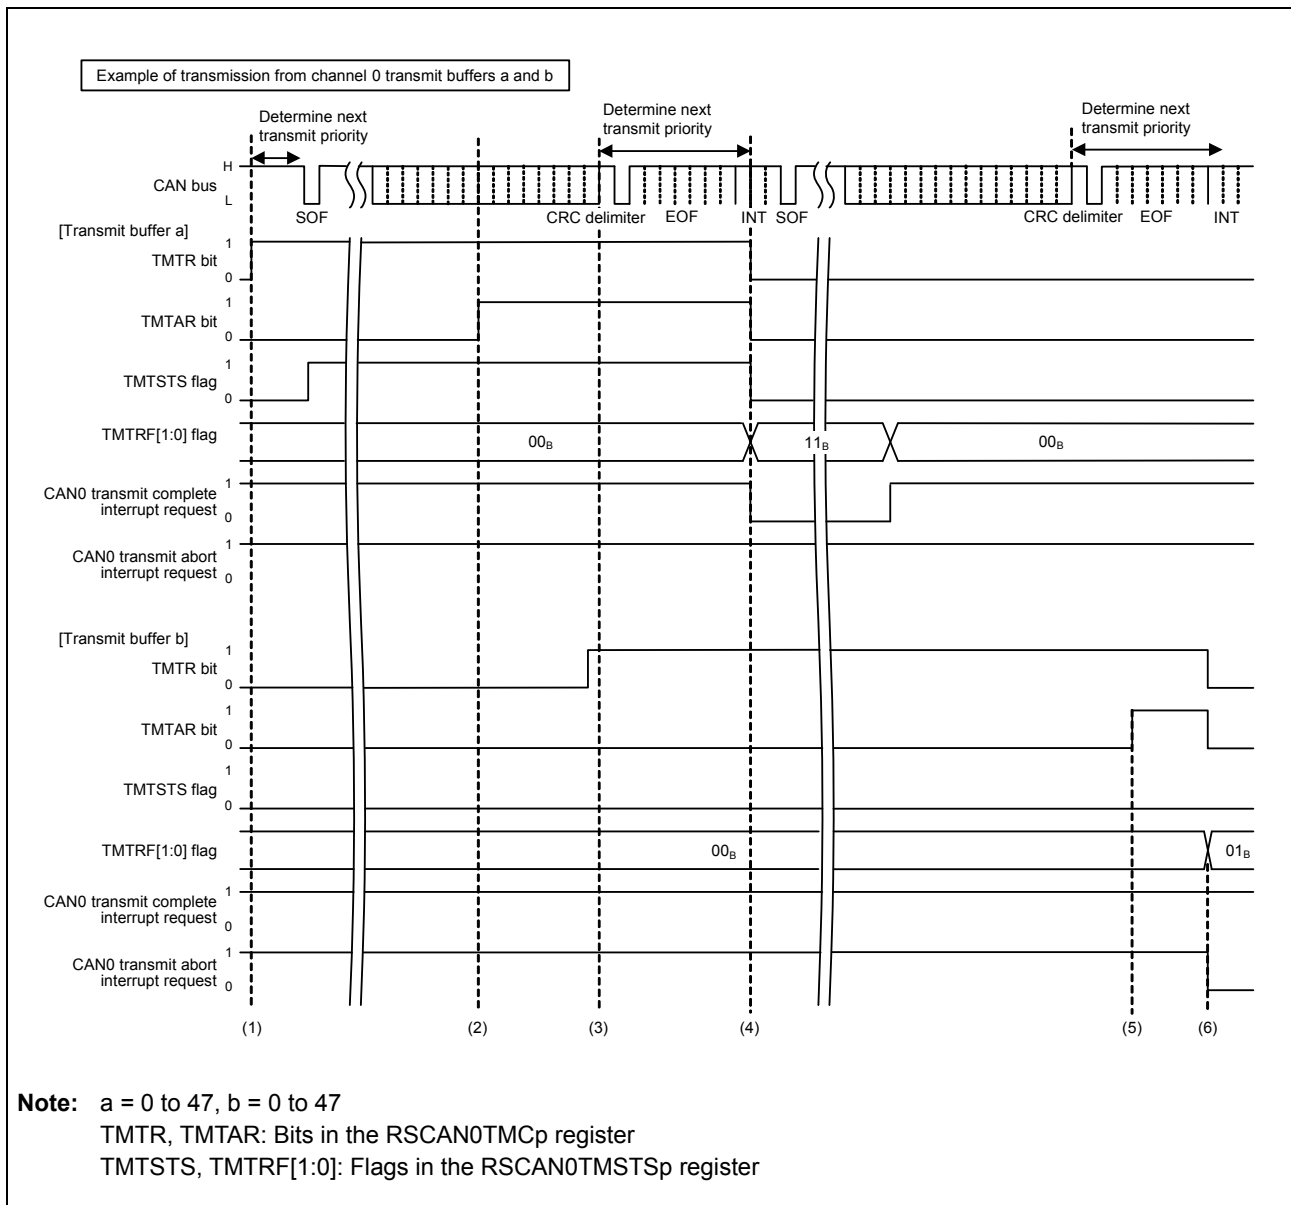 Example of transmission from channel 0 transmit buffers a and b
Determine next
transmit priority
Determine next
transmit priority
Determine next
transmit priority
H
CAN bus
L
SOF
CRC delimiter
EOF
INT
SOF
CRC delimiter
EOF
INT
[Transmit buffer a]
1
TMTR bit
0
1
TMTAR bit
0
1
TMTSTS flag
0
TMTRF[1:0] flag
00B
11B
00B
CAN0 transmit complete
interrupt request
1
0
CAN0 transmit abort
interrupt request
1
0
[Transmit buffer b]
1
TMTR bit
0
1
TMTAR bit
0
1
TMTSTS flag
0
TMTRF[1:0] flag
00B
01B
CAN0 transmit complete
interrupt request
1
0
CAN0 transmit abort
interrupt request
1
0
(1)
(2)
(3)
(4)
(5)
(6)
Note: a = 0 to 47, b = 0 to 47
TMTR, TMTAR: Bits in the RSCAN0TMCp register
TMTSTS, TMTRF[1:0]: Flags in the RSCAN0TMSTSp register